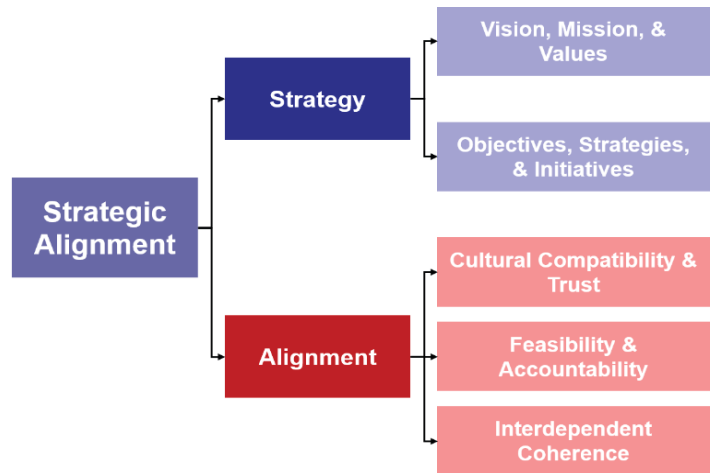 Strategic
Alignment
Strategy
Vision, Mission, &
Values
Objectives, Strategies,
& Initiatives
Alignment
Cultural Compatibility &
Trust
Feasibility &
Accountability
Interdependent
Coherence